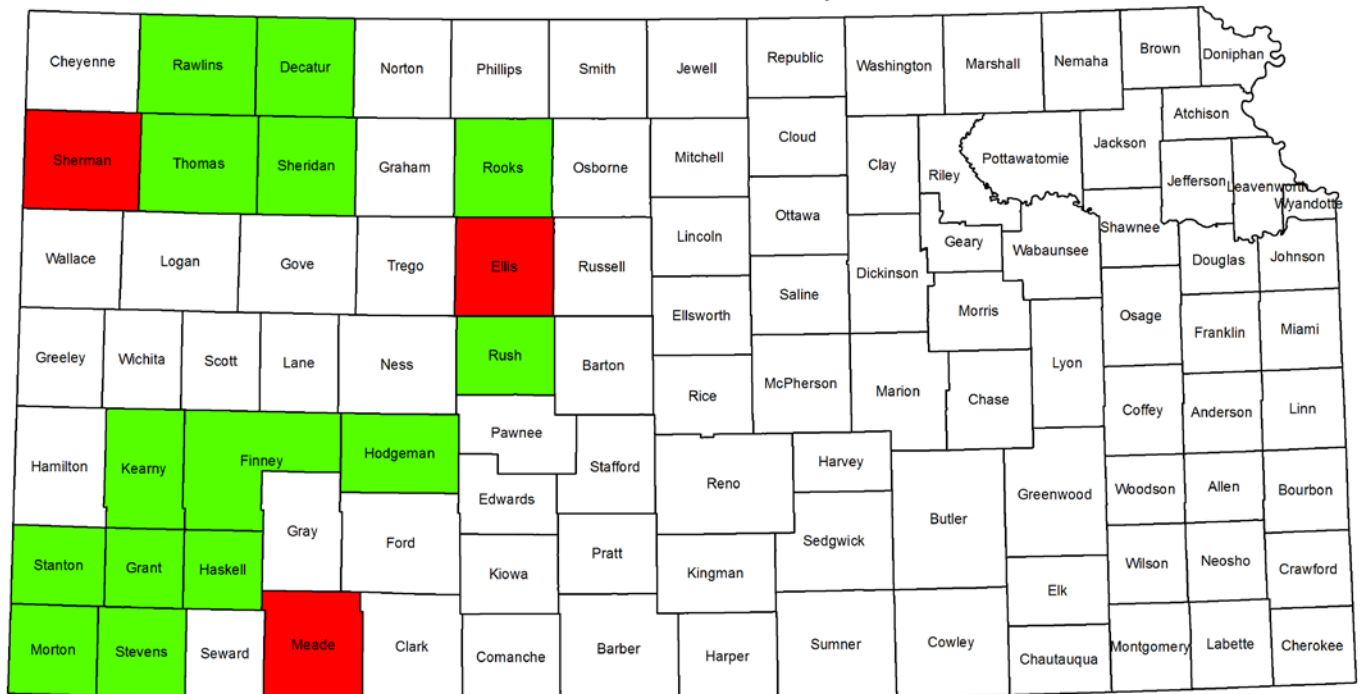 Cheyenne
Rawlins
Decatur
Norton
Phillips
Smith
Jewell
Republic
Washington
Marshall
Nemaha
Brown
Doniphan
Sherman
Thomas
Sheridan
Graham
Rooks
Osborne
Mitchell
Cloud
Clay
Riley
Pottawatomie
Jackson
Atchison
Jefferson
Leavenworth
Wyandotte
Wallace
Logan
Gove
Trego
Ellis
Russell
Lincoln
Ottawa
Saline
Dickinson
Geary
Wabaunsee
Shawnee
Douglas
Johnson
Greeley
Wichita
Scott
Lane
Ness
Rush
Barton
Ellsworth
Rice
McPherson
Marion
Morris
Chase
Lyon
Osage
Franklin
Miami
Coffey
Anderson
Linn
Hamilton
Kearny
Finney
Hodgeman
Pawnee
Edwards
Stafford
Reno
Harvey
Sedgwick
Butler
Greenwood
Woodson
Allen
Bourbon
Stanton
Grant
Haskell
Gray
Ford
Kiowa
Pratt
Kingman
Elk
Wilson
Neosho
Crawford
Morton
Stevens
Seward
Meade
Clark
Comanche
Barber
Harper
Sumner
Cowley
Chautauqua
Montgomery
Labette
Cherokee